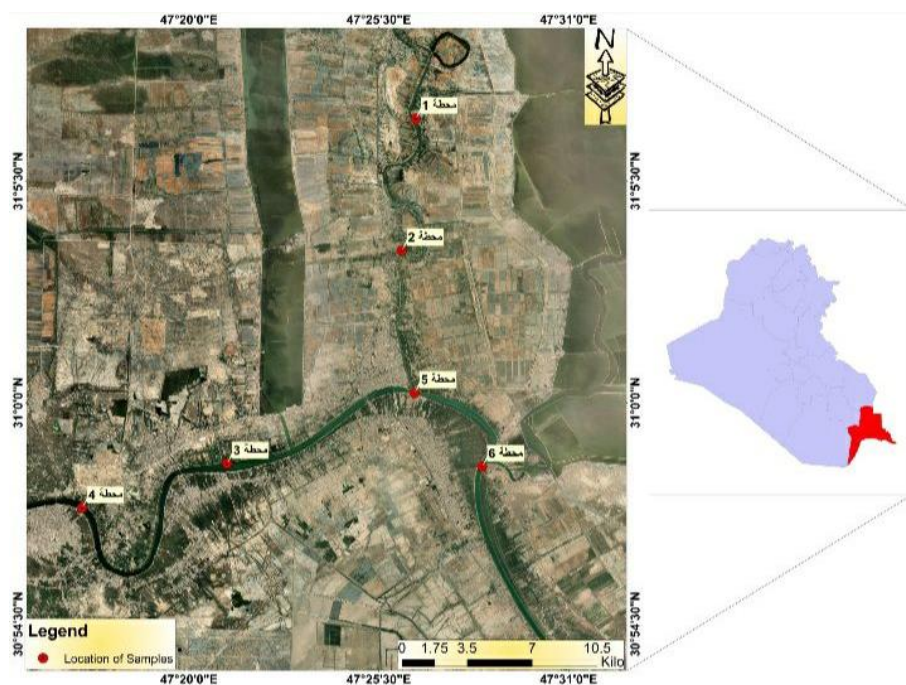 47°20'0"E 47°25'30"E 47°31'0"E
N
محطة 1
31°5'30"N 31°5'30"N
محطة 2
31°0'0"N 31°0'0"N
محطة 5
محطة 3
محطة 6
محطة 4
30°54'30"N 30°54'30"N
Legend
Location of Samples
0 1.75 3.5 7 10.5
Kilo
47°20'0"E 47°25'30"E 47°31'0"E